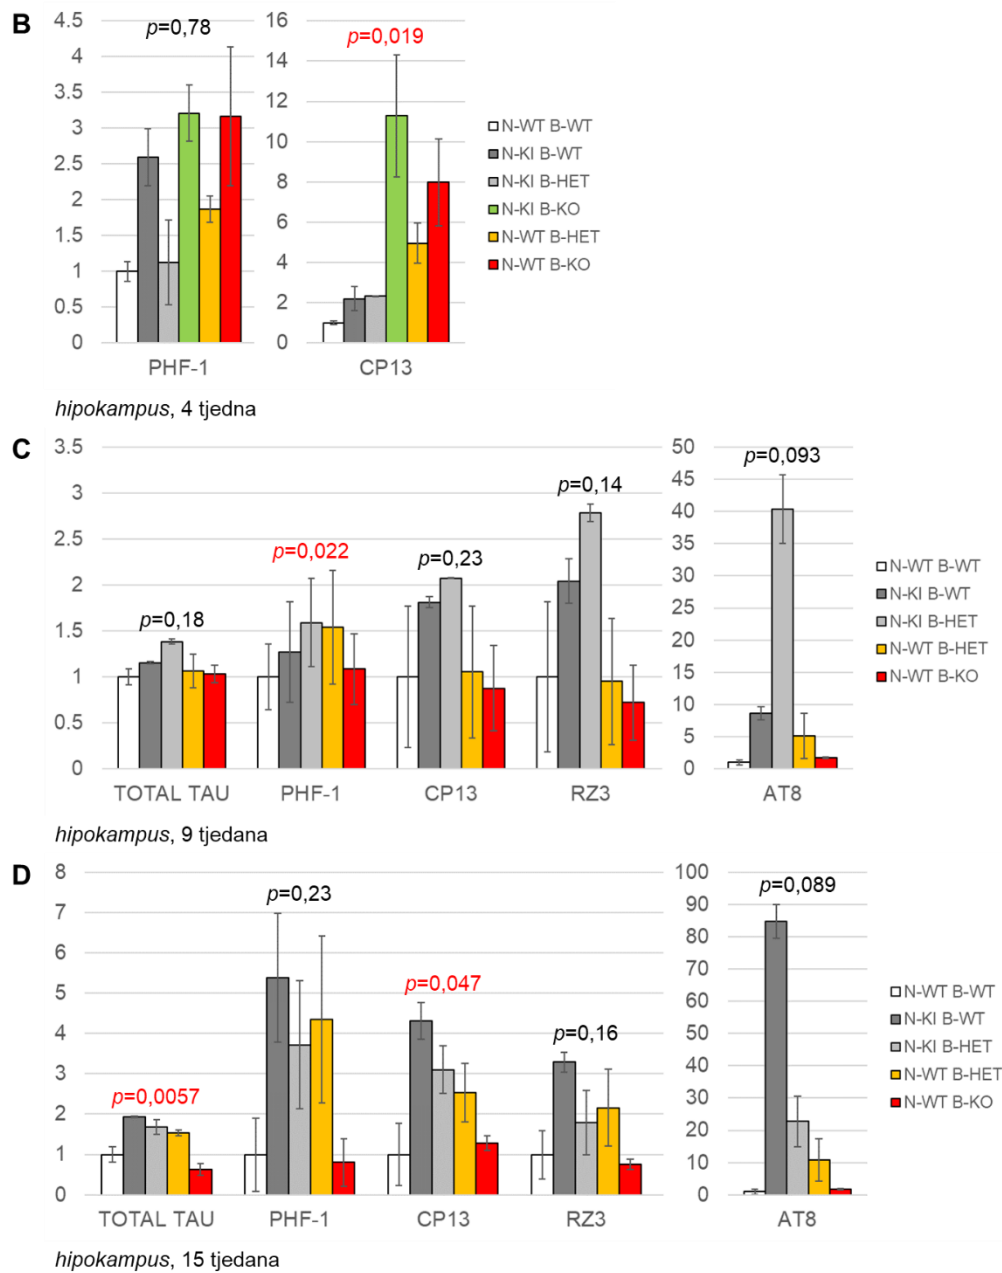 B
4.5
4
3.5
3
2.5
2
1.5
1
0.5
0
p=0,78
PHF-1
16
14
12
10
8
6
4
2
0
p=0,019
CP13
N-WT B-WT
N-KI B-WT
N-KI B-HET
N-KI B-KO
N-WT B-HET
N-WT B-KO
hipokampus, 4 tjedna
C
3.5
3
2.5
2
1.5
1
0.5
0
p=0,18
p=0,022
p=0,23
p=0,14
TOTAL TAU PHF-1 CP13 RZ3
50
45
40
35
30
25
20
15
10
5
0
p=0,093
AT8
N-WT B-WT
N-KI B-WT
N-KI B-HET
N-WT B-HET
N-WT B-KO
hipokampus, 9 tjedana
D
8
7
6
5
4
3
2
1
0
p=0,0057
p=0,23
p=0,047
p=0,16
TOTAL TAU PHF-1 CP13 RZ3
100
90
80
70
60
50
40
30
20
10
0
p=0,089
AT8
N-WT B-WT
N-KI B-WT
N-KI B-HET
N-WT B-HET
N-WT B-KO
hipokampus, 15 tjedana